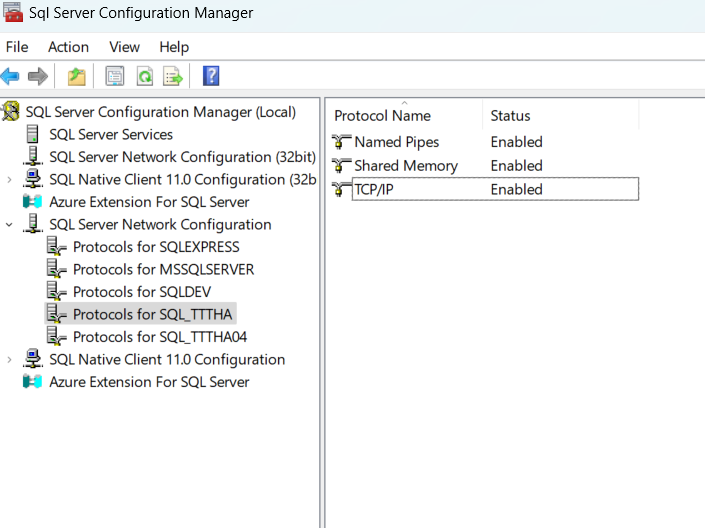 Sql Server Configuration Manager
File Action View Help
SQL Server Configuration Manager (Local)
SQL Server Services
SQL Server Network Configuration (32bit)
SQL Native Client 11.0 Configuration (32b
Azure Extension For SQL Server
SQL Server Network Configuration
Protocols for SQLEXPRESS
Protocols for MSSQLSERVER
Protocols for SQLDEV
Protocols for SQL_TTTHA
Protocols for SQL_TTTHA04
SQL Native Client 11.0 Configuration
Azure Extension For SQL Server
Protocol Name Status
Named Pipes Enabled
Shared Memory Enabled
TCP/IP Enabled